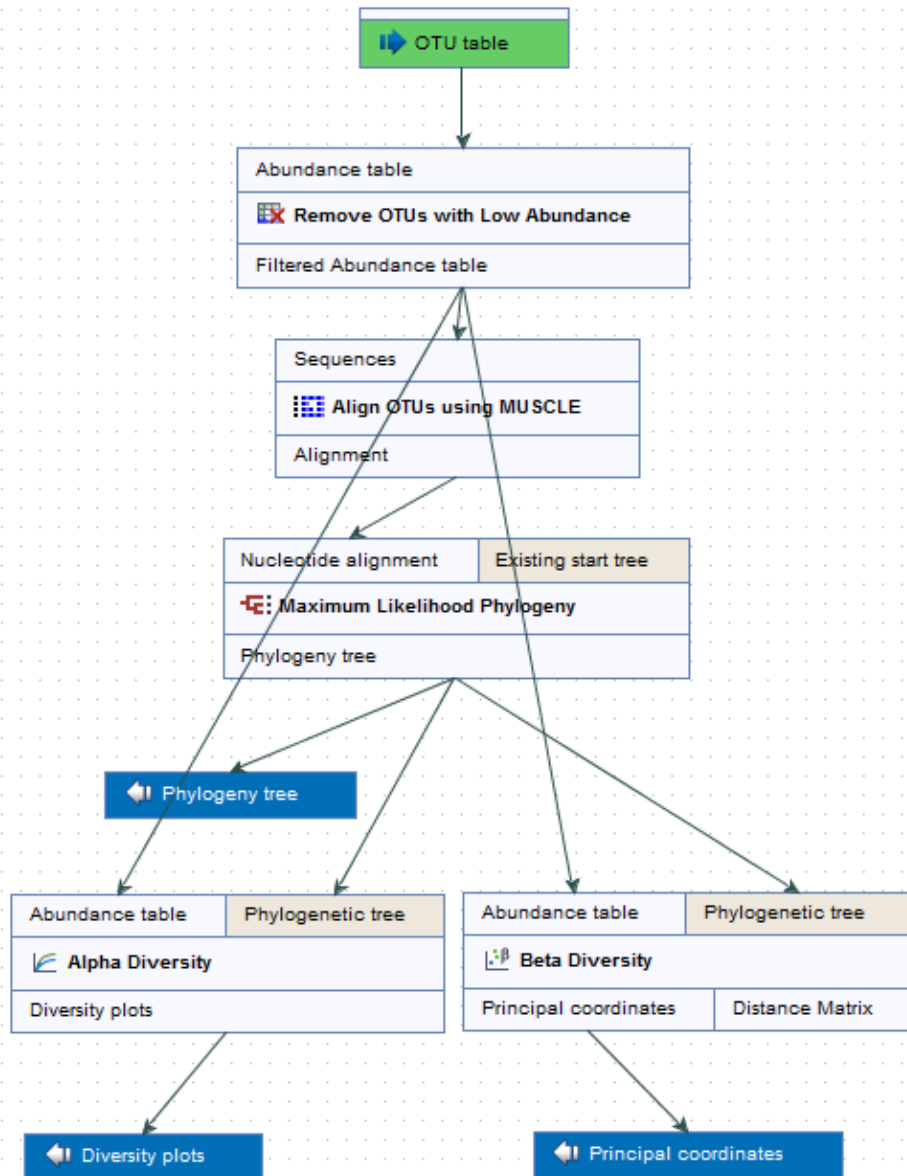 OTU table
Abundance table
Remove OTUs with Low Abundance
Filtered Abundance table
Sequences
Align OTUs using MUSCLE
Alignment
Nucleotide alignment Existing start tree
Maximum Likelihood Phylogeny
Phylogeny tree
Phylogeny tree
Abundance table Phylogenetic tree
Alpha Diversity
Diversity plots
Abundance table Phylogenetic tree
β Beta Diversity
Principal coordinates Distance Matrix
Diversity plots
Principal coordinates